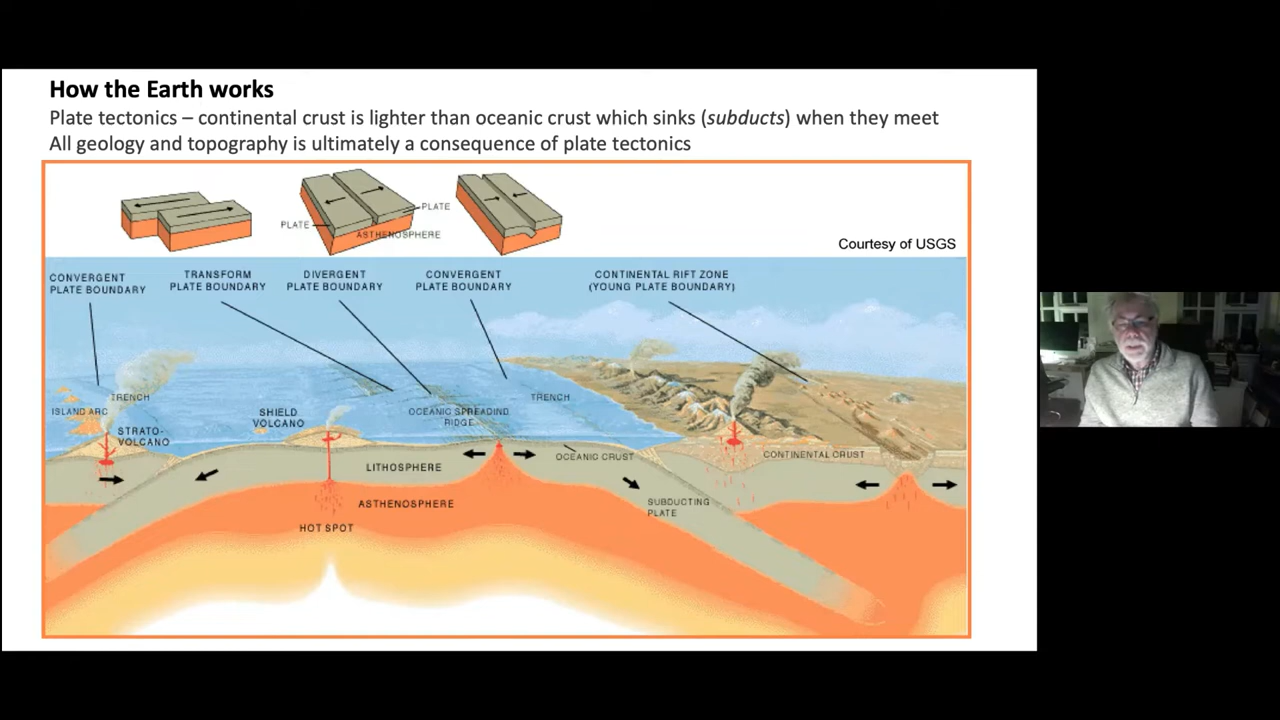 How the Earth works
Plate tectonics – continental crust is lighter than oceanic crust which sinks (subducts) when they meet
All geology and topography is ultimately a consequence of plate tectonics
PLATE
PLATE
ASTHENOSPHERE
Courtesy of USGS
CONVERGENT
PLATE BOUNDARY
TRANSFORM
PLATE BOUNDARY
DIVERGENT
PLATE BOUNDARY
CONVERGENT
PLATE BOUNDARY
CONTINENTAL RIFT ZONE
(YOUNG PLATE BOUNDARY)
TRENCH
ISLAND ARC
STRATO-
VOLCANO
SHIELD
VOLCANO
OCEANIC SPREADING
RIDGE
TRENCH
LITHOSPHERE
OCEANIC CRUST
CONTINENTAL CRUST
ASTHENOSPHERE
SUBDUCTING
PLATE
HOT SPOT